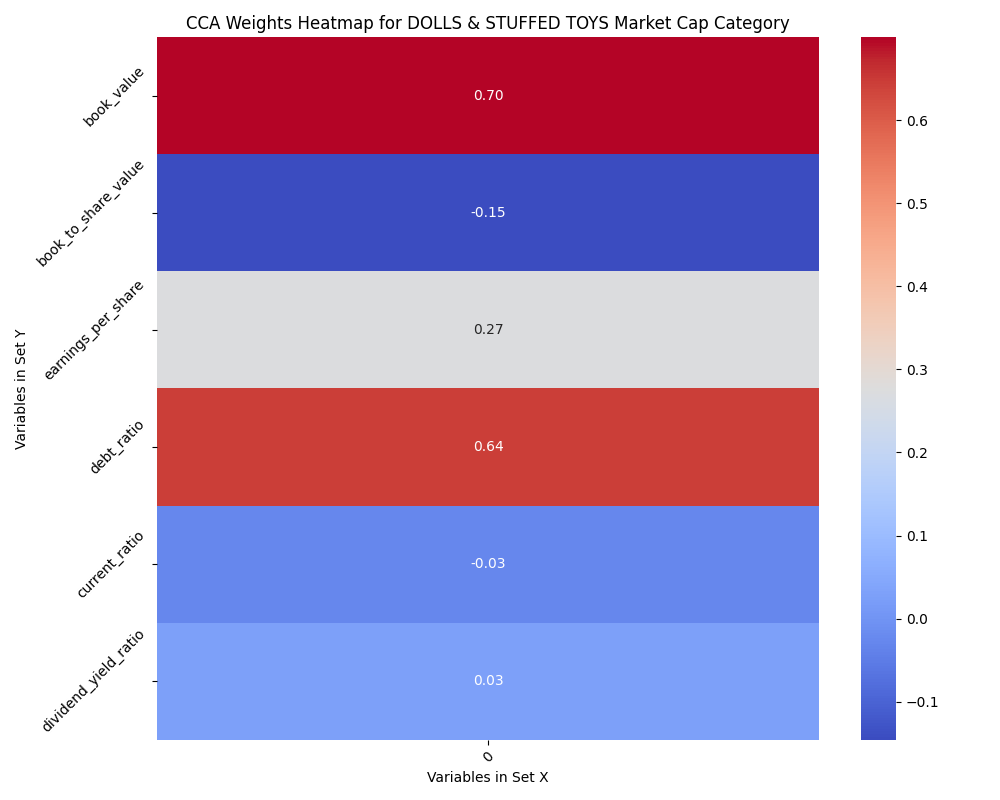 CCA Weights Heatmap for DOLLS & STUFFED TOYS Market Cap Category
Variables in Set Y
book_value
0.70
book_to_share_value
-0.15
earnings_per_share
0.27
debt_ratio
0.64
current_ratio
-0.03
dividend_yield_ratio
0.03
0
Variables in Set X
0.6
0.5
0.4
0.3
0.2
0.1
0.0
−0.1